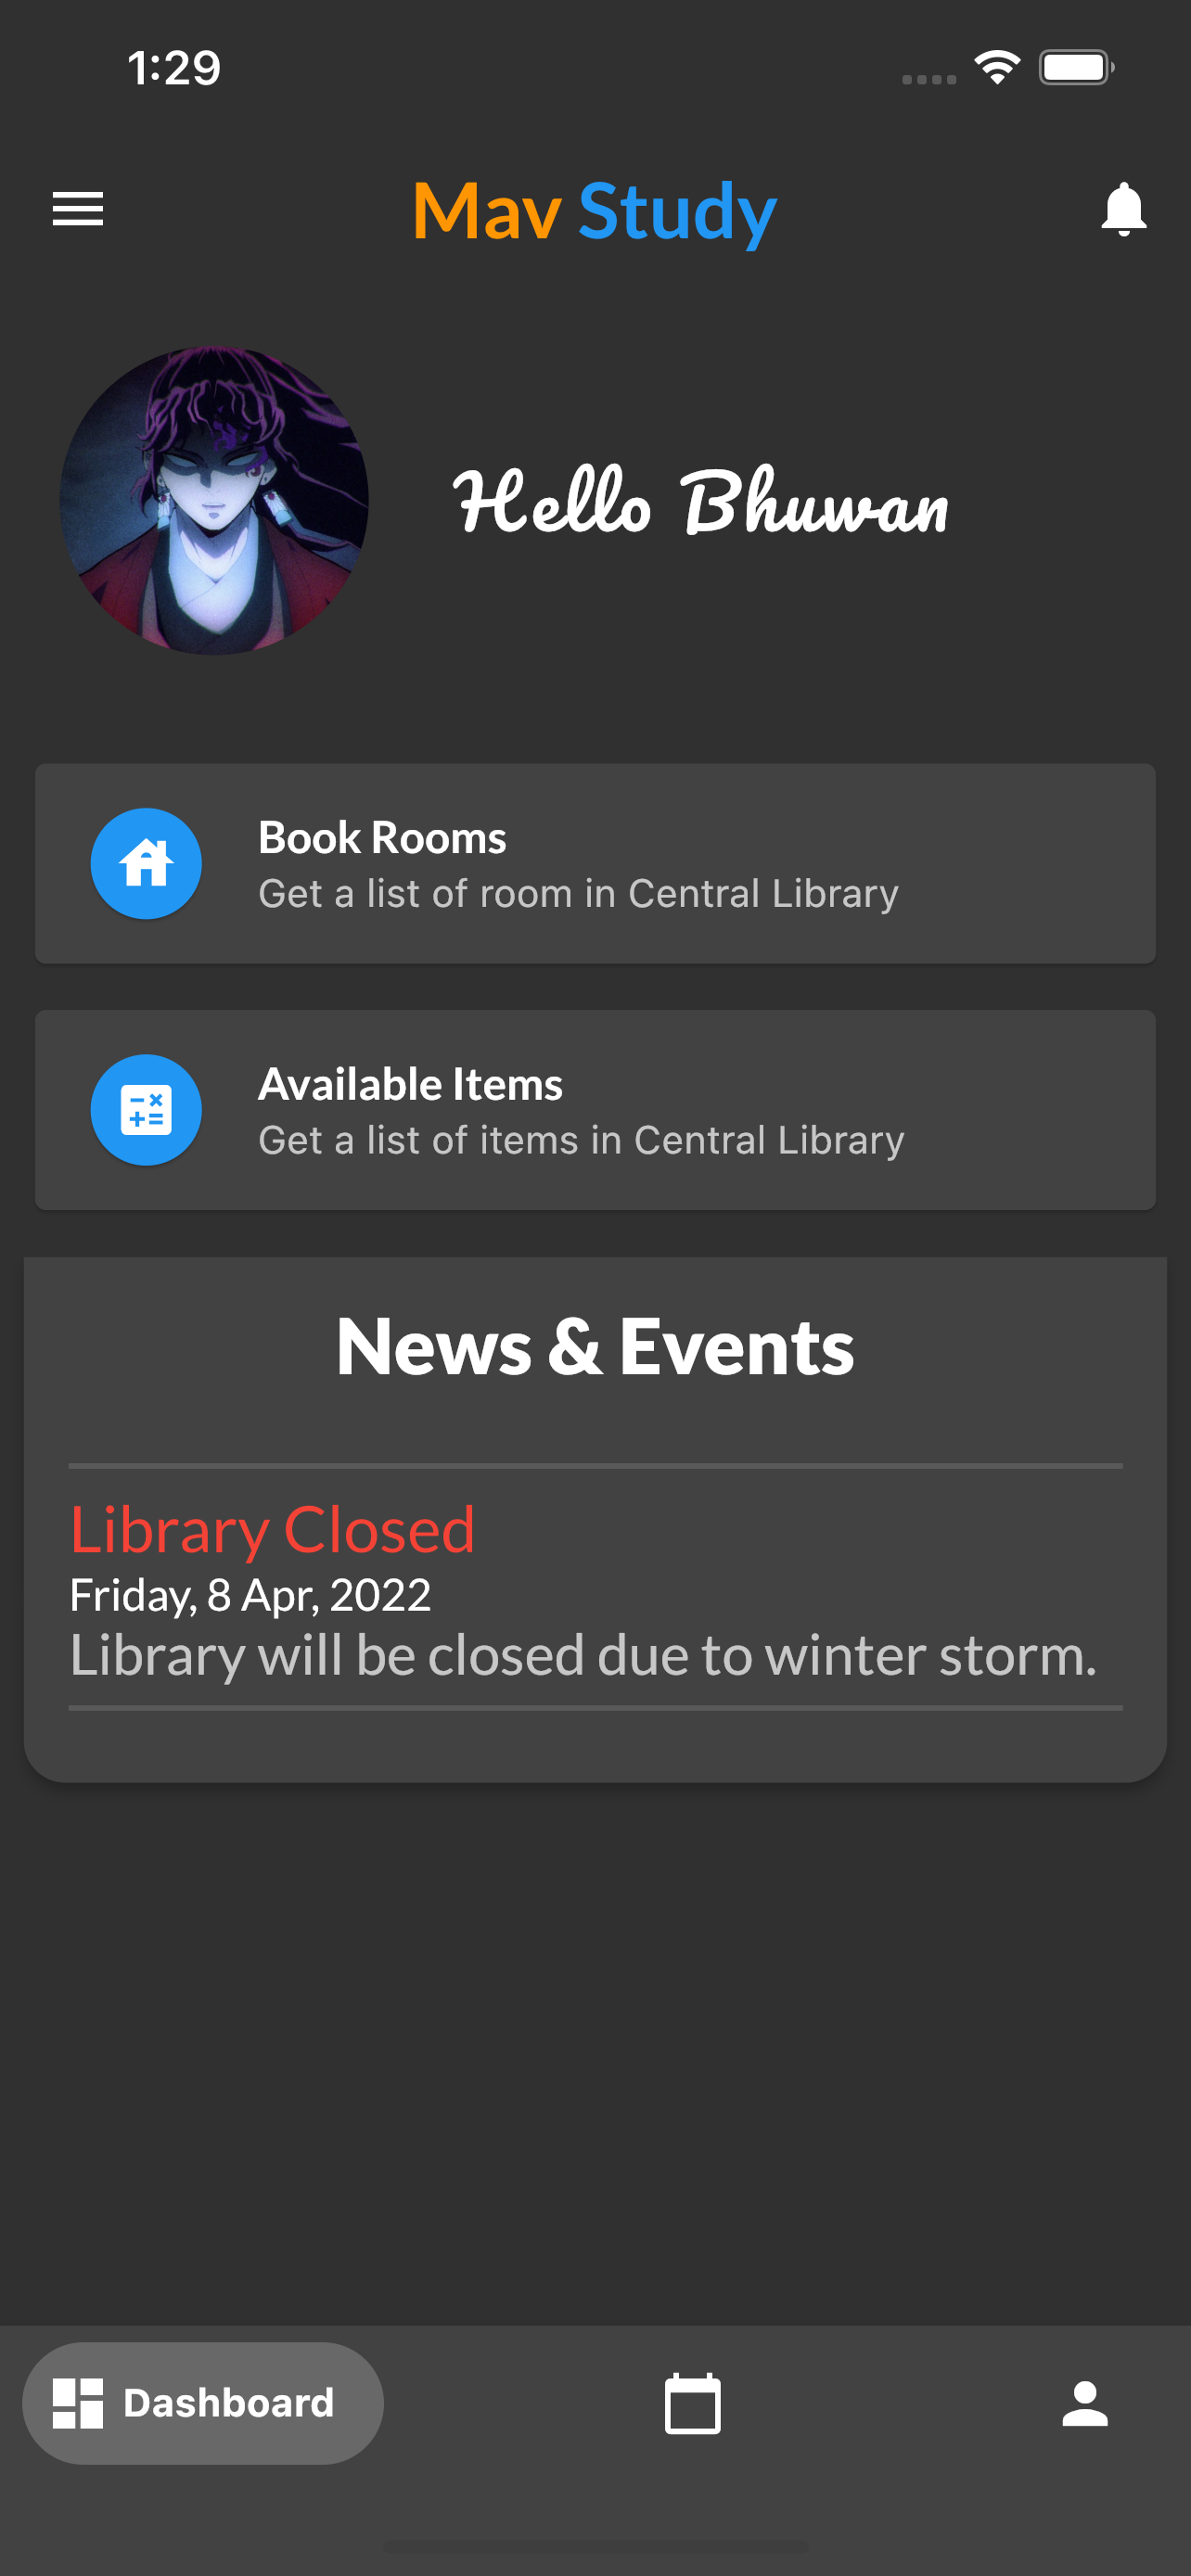 1:29
Mav Study
Hello Bhuwan
Book Rooms
Get a list of room in Central Library
Available Items
Get a list of items in Central Library
News & Events
Library Closed
Friday, 8 Apr, 2022
Library will be closed due to winter storm.
Dashboard